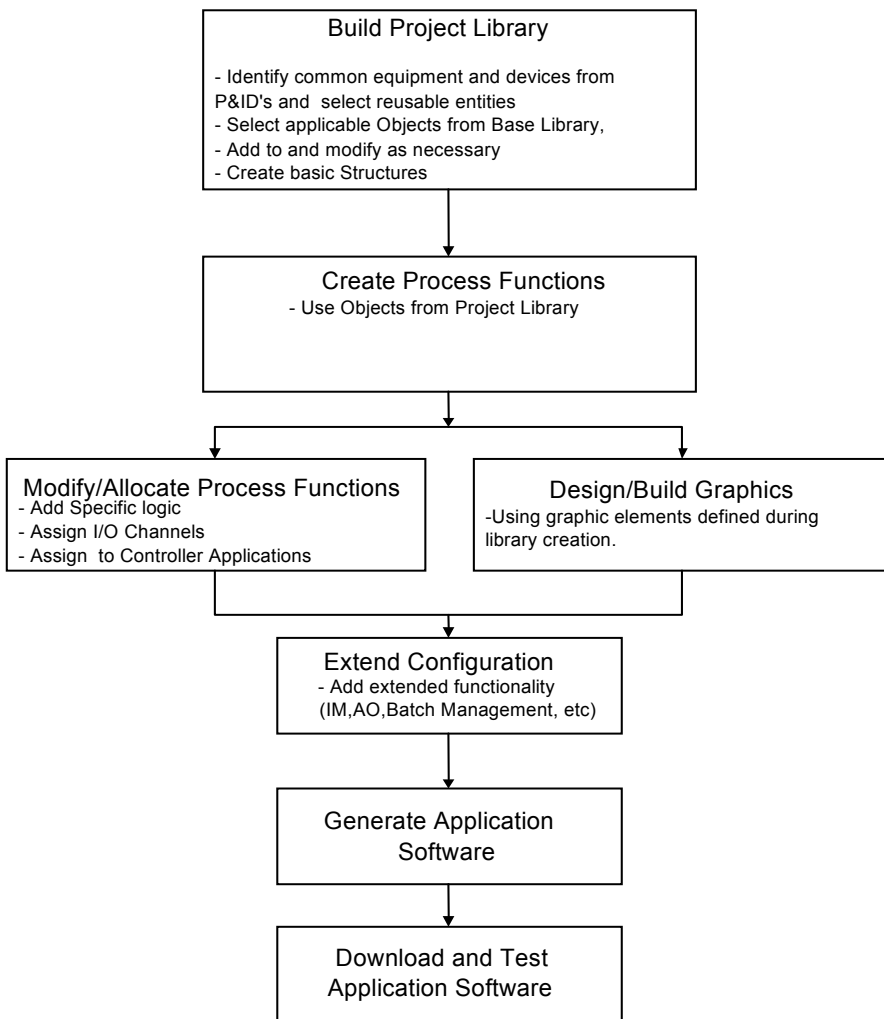 Build Project Library
- Identify common equipment and devices from
P&ID's and select reusable entities
- Select applicable Objects from Base Library,
- Add to and modify as necessary
- Create basic Structures
Create Process Functions
- Use Objects from Project Library
Modify/Allocate Process Functions
- Add Specific logic
- Assign I/O Channels
- Assign to Controller Applications
Design/Build Graphics
-Using graphic elements defined during
library creation.
Extend Configuration
- Add extended functionality
(IM,AO,Batch Management, etc)
Generate Application
Software
Download and Test
Application Software